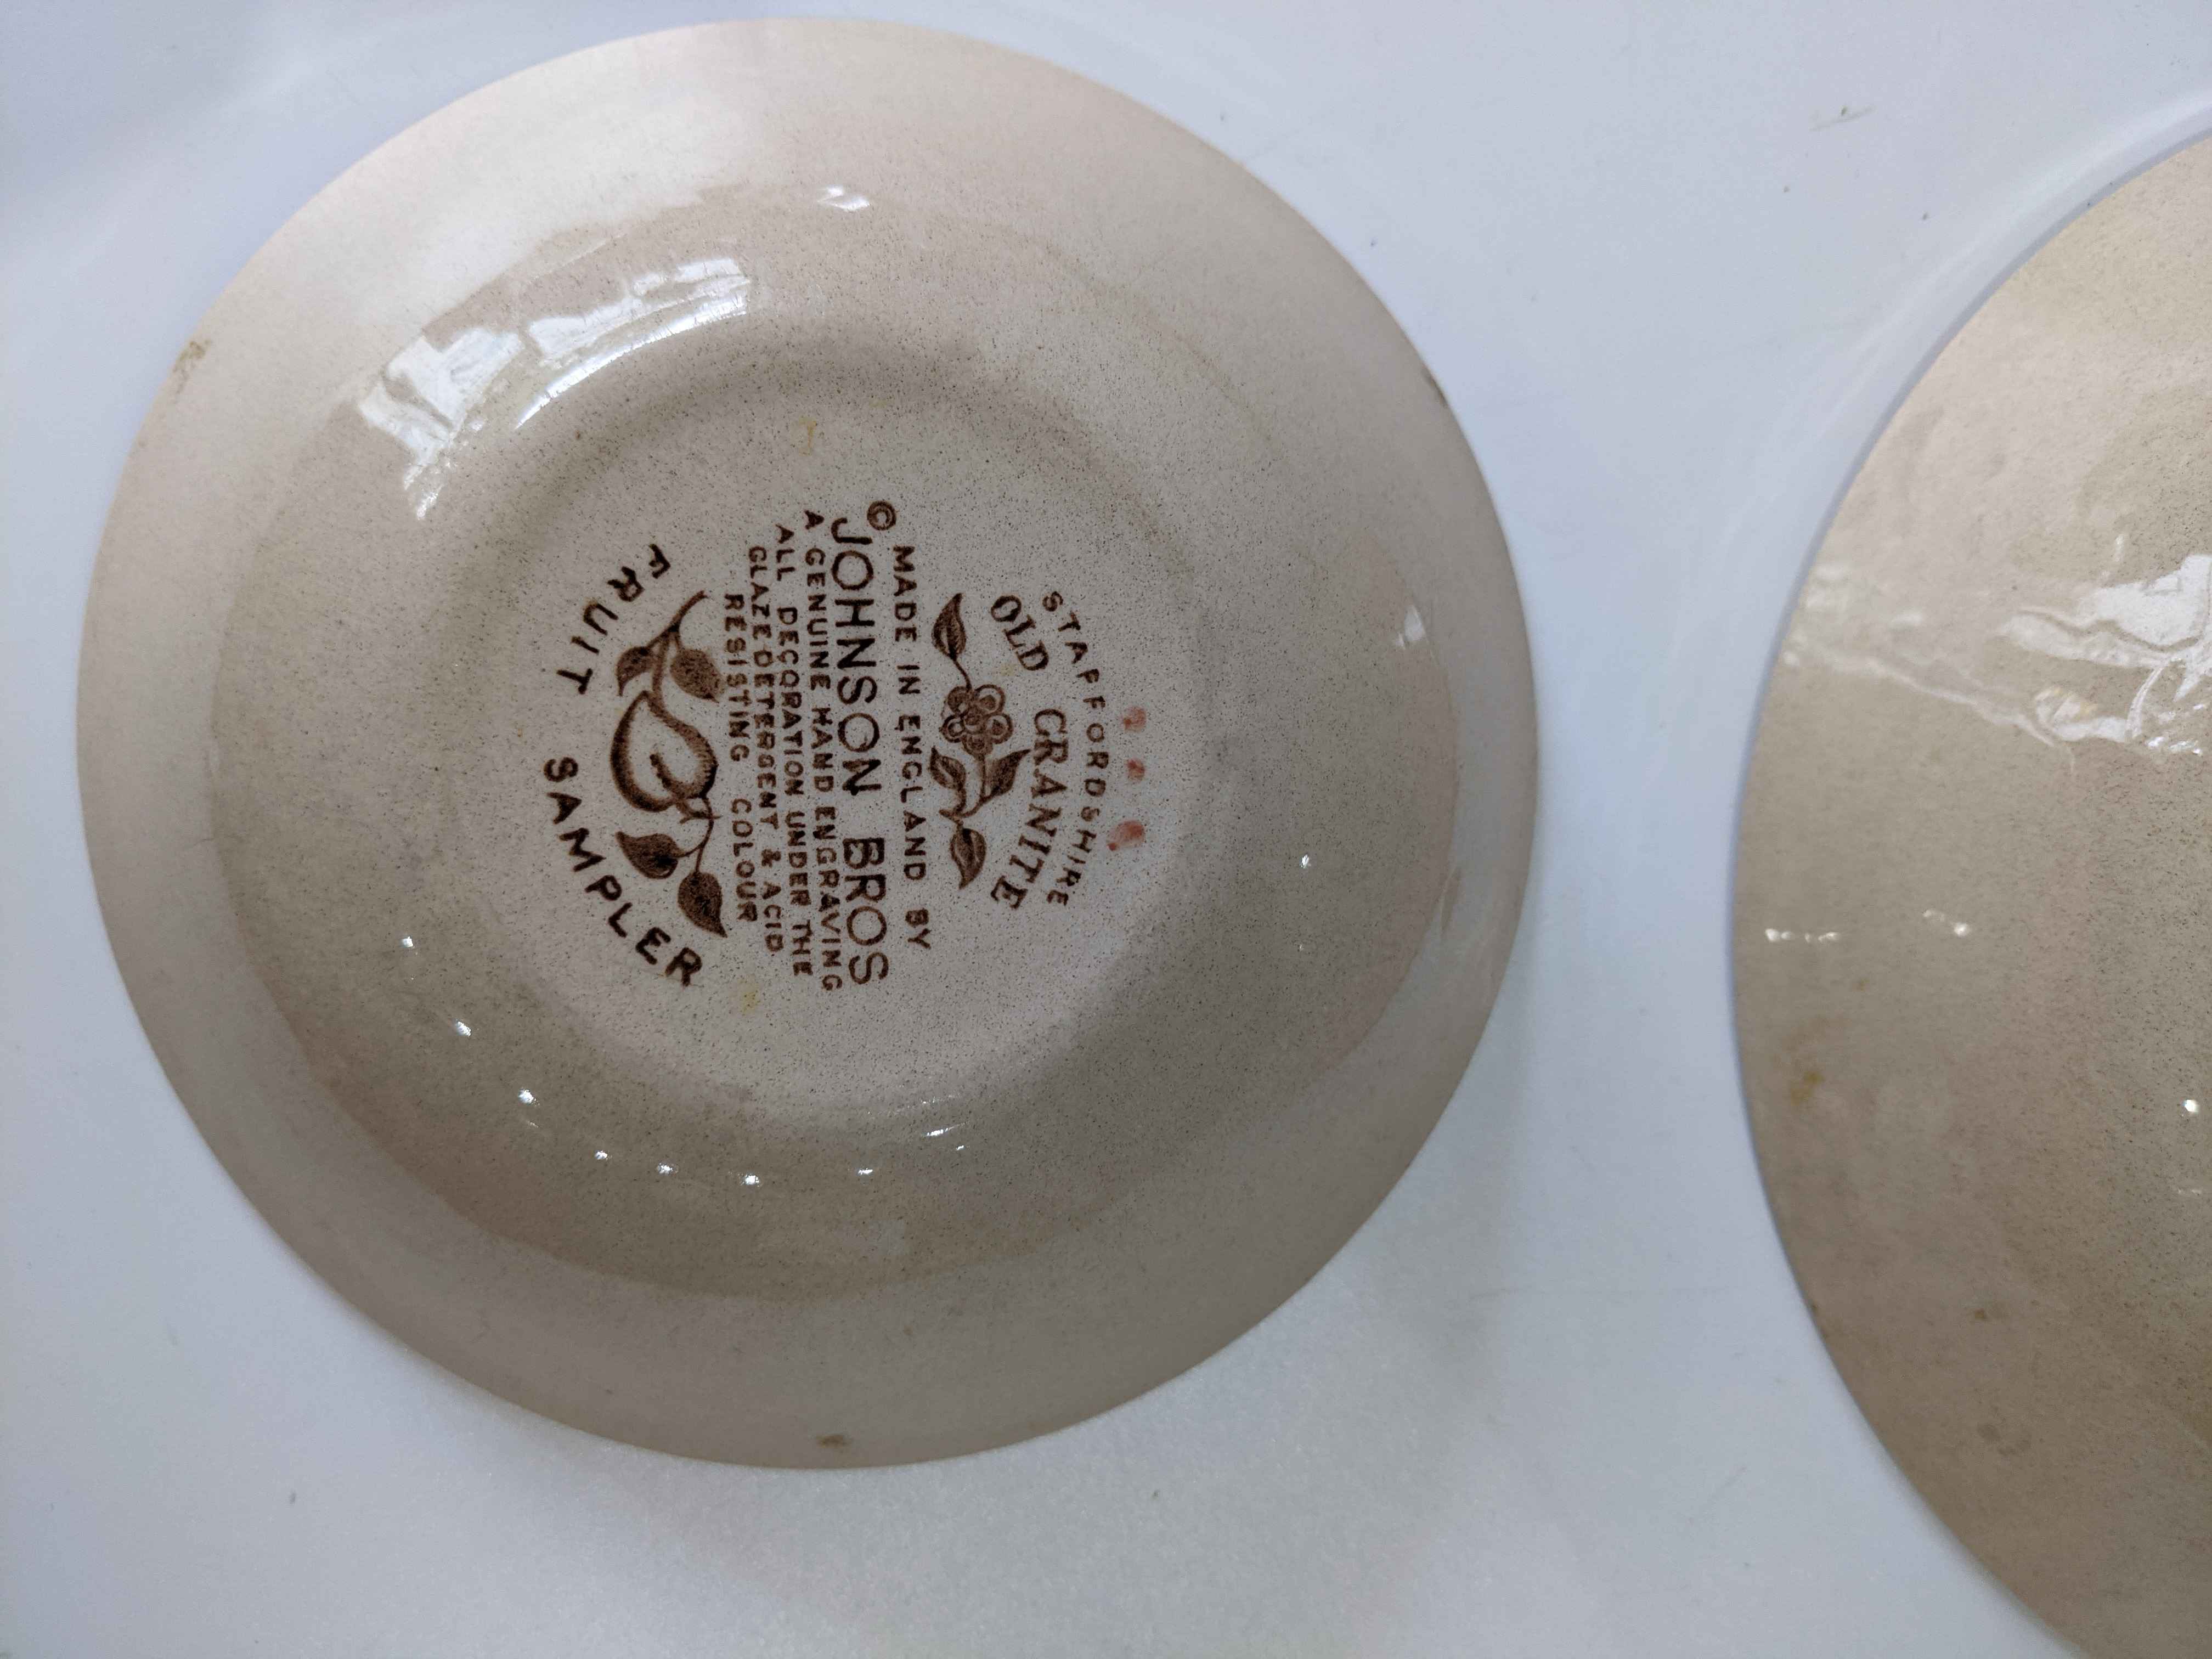 STAFFORDSHIRE
OLD GRANITE
MADE IN ENGLAND BY
© JOHNSON BROS
A GENUINE HAND ENGRAVING
ALL DECORATION UNDER THE
GLAZE DETERGENT & ACID
RESISTING COLOUR
FRUIT SAMPLER